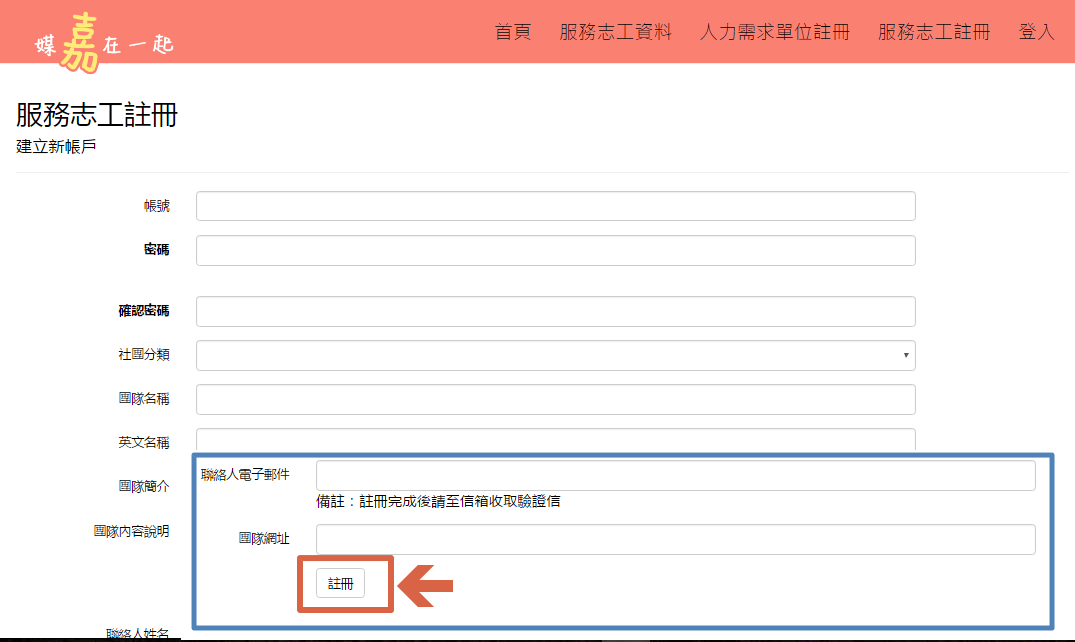 媒嘉在一起
首頁 服務志工資料 人力需求單位註冊 服務志工註冊 登入
服務志工註冊
建立新帳戶
帳號
密碼
確認密碼
社團分類
團隊名稱
英文名稱
聯絡人電子郵件
團隊簡介
備註：註冊完成後請至信箱收取驗證信
團隊內容說明
團隊網址
註冊
聯絡人姓名